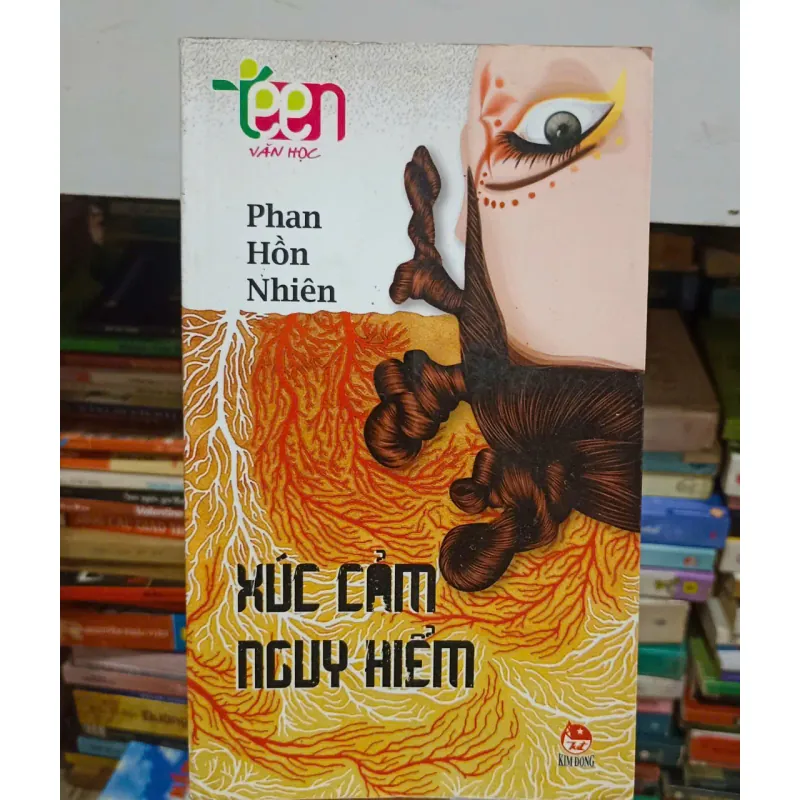 teen
VĂN HỌC
Phan
Hồn
Nhiên
XÚC CẢM
NGUY HIỂM
KIM ĐỒNG